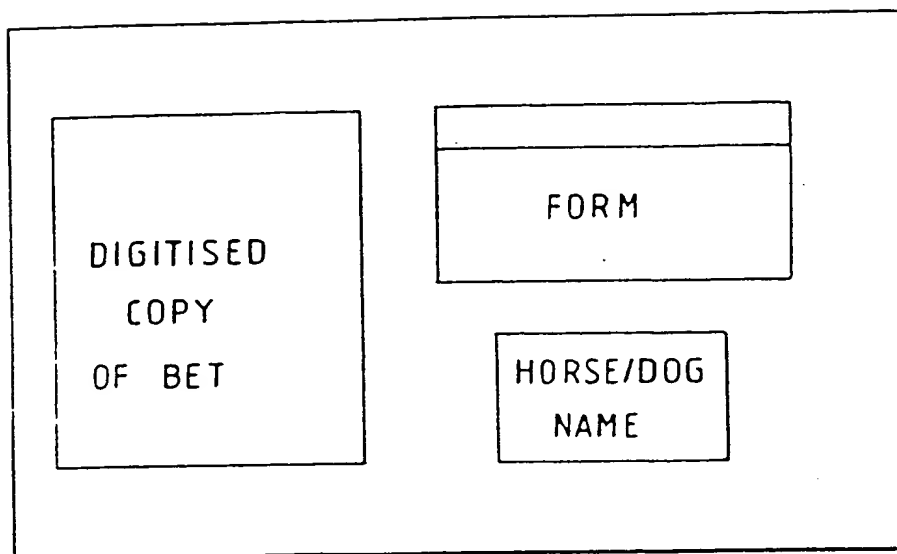 DIGITISED
COPY
OF BET
FORM
HORSE/DOG
NAME